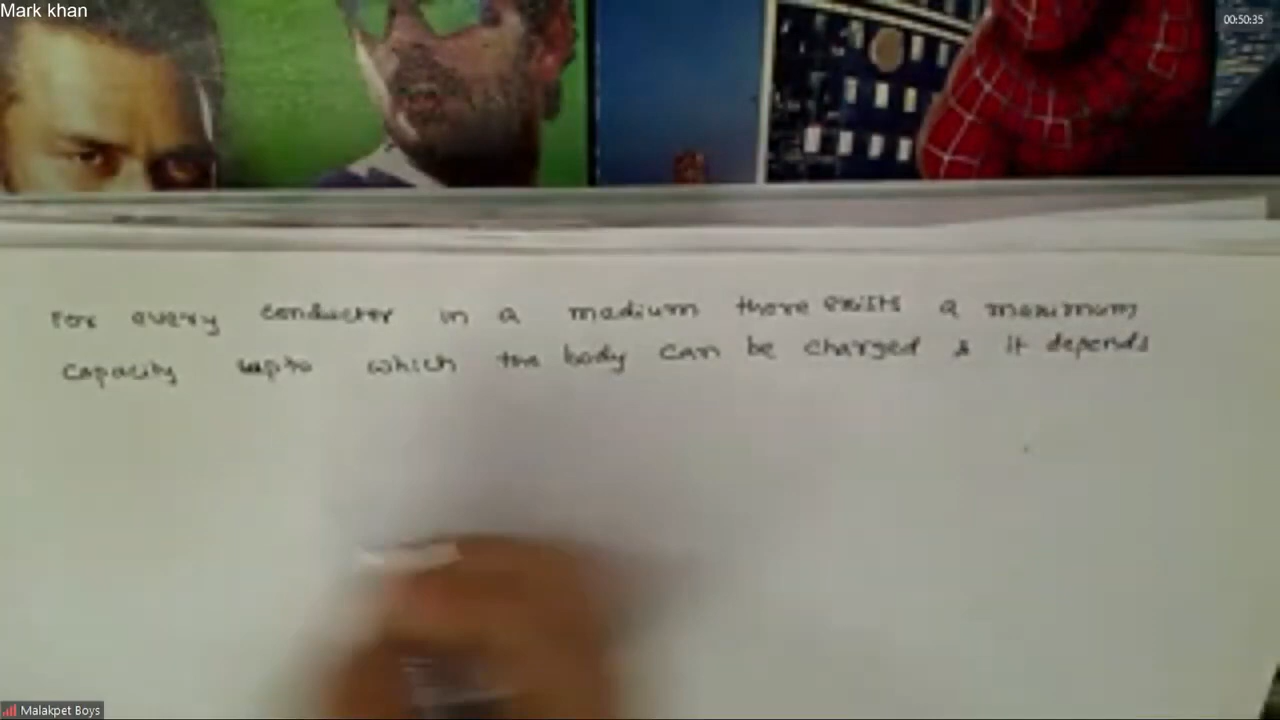 Mark khan
00:50:35
For every conductor in a medium there exists a maximum
capacity upto which the body can be charged & it depends
Malakpet Boys